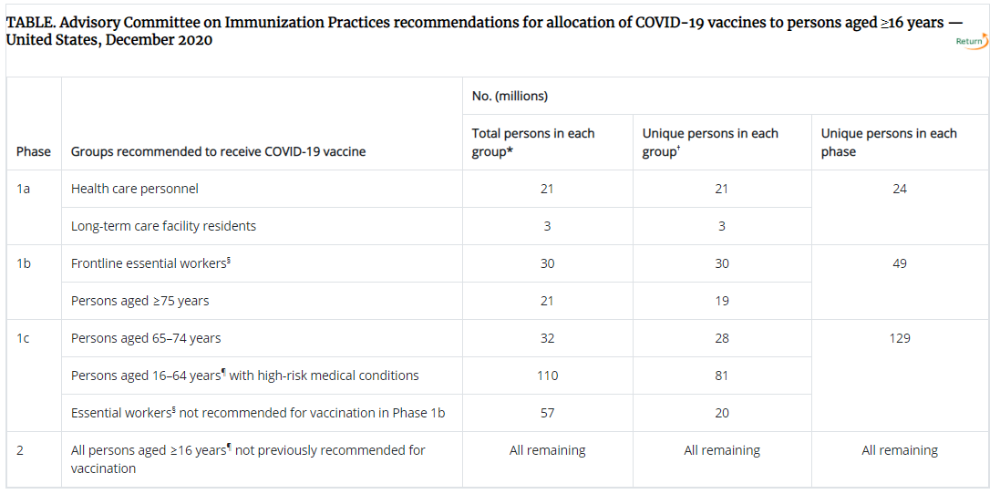 TABLE. Advisory Committee on Immunization Practices recommendations for allocation of COVID-19 vaccines to persons aged ≥16 years —
United States, December 2020
Return
No. (millions)
Phase
Groups recommended to receive COVID-19 vaccine
Total persons in each
group*
Unique persons in each
group†
Unique persons in each
phase
1a
Health care personnel
21
21
24
Long-term care facility residents
3
3
1b
Frontline essential workers§
30
30
49
Persons aged ≥75 years
21
19
1c
Persons aged 65–74 years
32
28
129
Persons aged 16–64 years¶ with high-risk medical conditions
110
81
Essential workers§ not recommended for vaccination in Phase 1b
57
20
2
All persons aged ≥16 years¶ not previously recommended for
vaccination
All remaining
All remaining
All remaining